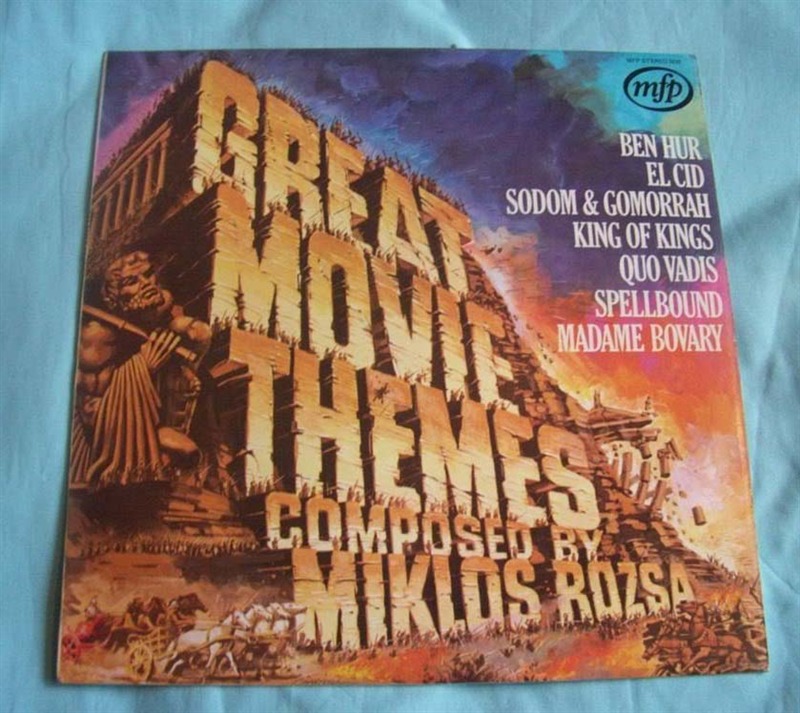 mfp
BEN HUR
EL CID
SODOM & GOMORRAH
KING OF KINGS
QUO VADIS
SPELLBOUND
MADAME BOVARY
GREAT
MOVIE
THEMES
COMPOSED BY
MIKLOS ROZSA